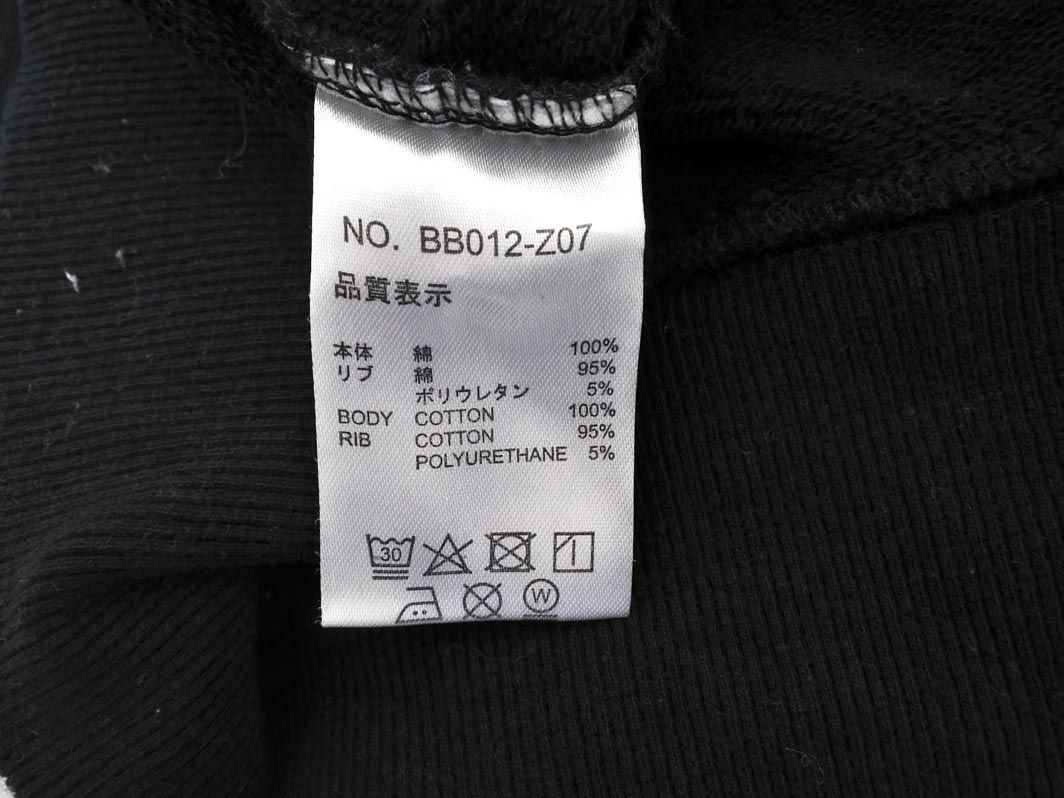 NO. BB012-Z07
品質表示
本体 綿 100%
リブ 綿 95%
ポリウレタン 5%
BODY COTTON 100%
RIB COTTON 95%
POLYURETHANE 5%
30
W